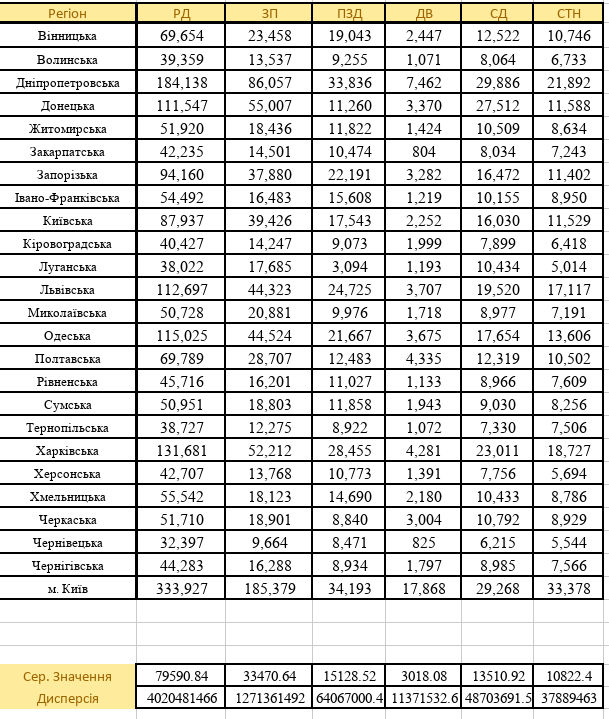 Регіон РД ЗП ПЗД ДВ СД СТН
Вінницька 69,654 23,458 19,043 2,447 12,522 10,746
Волинська 39,359 13,537 9,255 1,071 8,064 6,733
Дніпропетровська 184,138 86,057 33,836 7,462 29,886 21,892
Донецька 111,547 55,007 11,260 3,370 27,512 11,588
Житомирська 51,920 18,436 11,822 1,424 10,509 8,634
Закарпатська 42,235 14,501 10,474 804 8,034 7,243
Запорізька 94,160 37,880 22,191 3,282 16,472 11,402
Івано-Франківська 54,492 16,483 15,608 1,219 10,155 8,950
Київська 87,937 39,426 17,543 2,252 16,030 11,529
Кіровоградська 40,427 14,247 9,073 1,999 7,899 6,418
Луганська 38,022 17,685 3,094 1,193 10,434 5,014
Львівська 112,697 44,323 24,725 3,707 19,520 17,117
Миколаївська 50,728 20,881 9,976 1,718 8,977 7,191
Одеська 115,025 44,524 21,667 3,675 17,654 13,606
Полтавська 69,789 28,707 12,483 4,335 12,319 10,502
Рівненська 45,716 16,201 11,027 1,133 8,966 7,609
Сумська 50,951 18,803 11,858 1,943 9,030 8,256
Тернопільська 38,727 12,275 8,922 1,072 7,330 7,506
Харківська 131,681 52,212 28,455 4,281 23,011 18,727
Херсонська 42,707 13,768 10,773 1,391 7,756 5,694
Хмельницька 55,542 18,123 14,690 2,180 10,433 8,786
Черкаська 51,710 18,901 8,840 3,004 10,792 8,929
Чернівецька 32,397 9,664 8,471 825 6,215 5,544
Чернігівська 44,283 16,288 8,934 1,797 8,985 7,566
м. Київ 333,927 185,379 34,193 17,868 29,268 33,378
Сер. Значення 79590.84 33470.64 15128.52 3018.08 13510.92 10822.4
Дисперсія 4020481466 1271361492 64067000.4 11371532.6 48703691.5 37889463